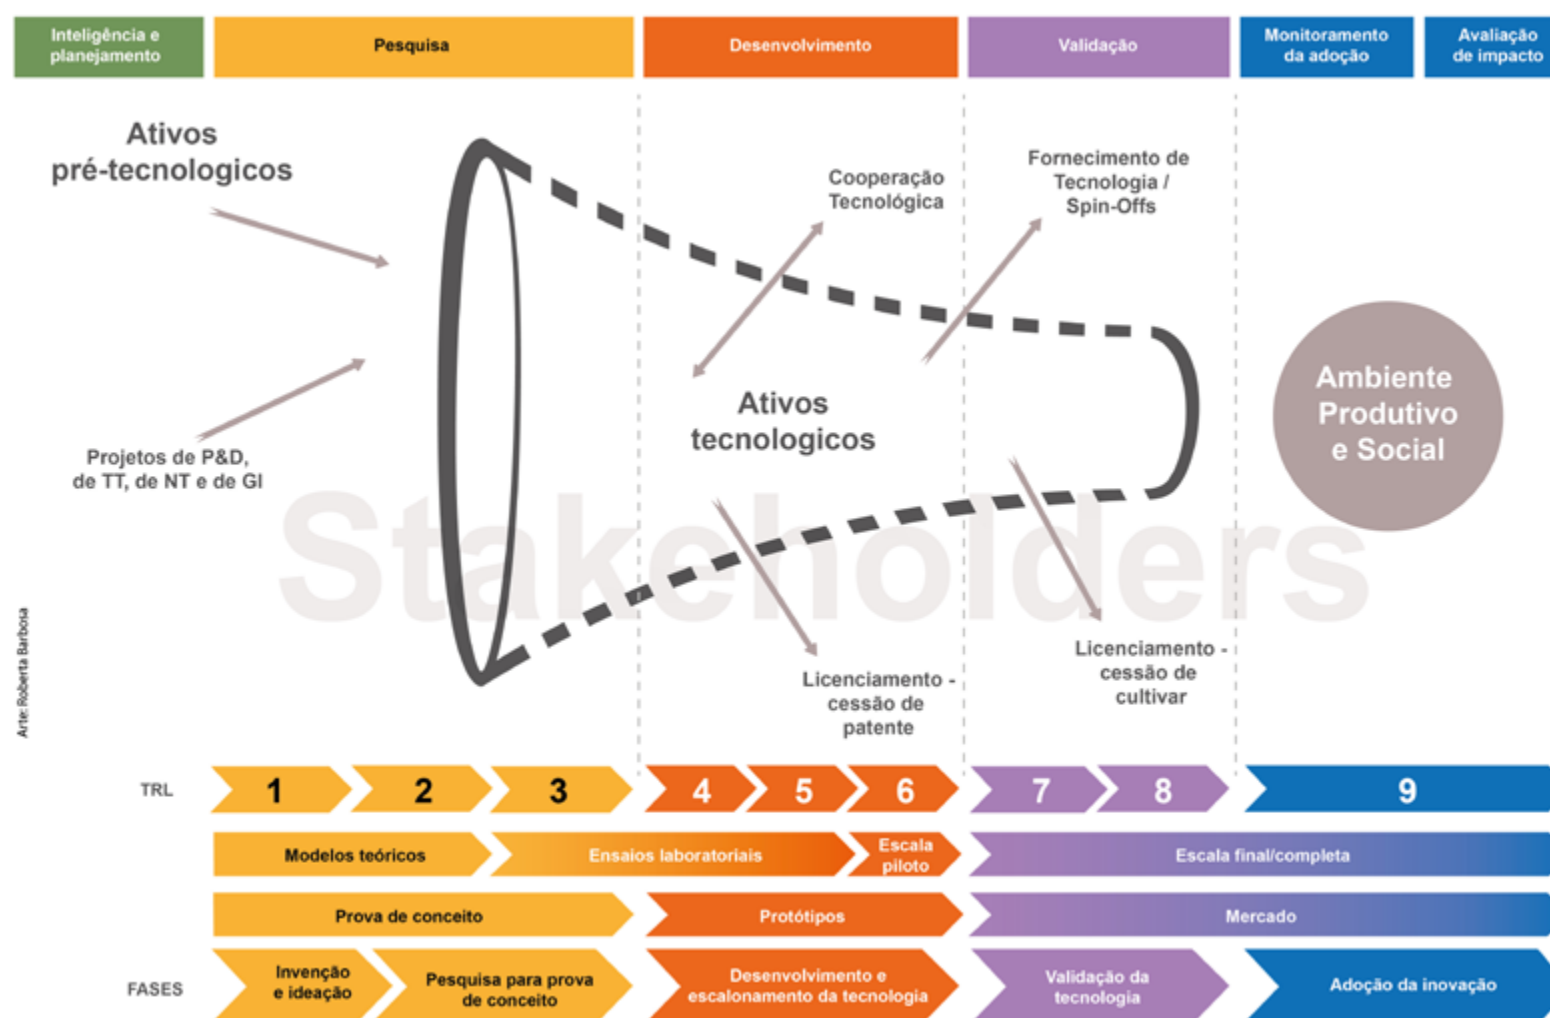 Inteligência e
planejamento
Pesquisa
Desenvolvimento
Validação
Monitoramento
da adoção
Avaliação
de impacto
Ativos
pré-tecnologicos
Projetos de P&D,
de TT, de NT e de GI
Cooperação
Tecnológica
Fornecimento de
Tecnologia /
Spin-Offs
Ativos
tecnologicos
Ambiente
Produtivo
e Social
Stakeholders
Licenciamento -
cessão de
patente
Licenciamento -
cessão de
cultivar
Arte: Roberta Barbosa
TRL
1
2
3
4
5
6
7
8
9
Modelos teóricos
Ensaios laboratoriais
Escala
piloto
Escala final/completa
Prova de conceito
Protótipos
Mercado
FASES
Invenção
e ideação
Pesquisa para prova
de conceito
Desenvolvimento e
escalonamento da tecnologia
Validação da
tecnologia
Adoção da inovação